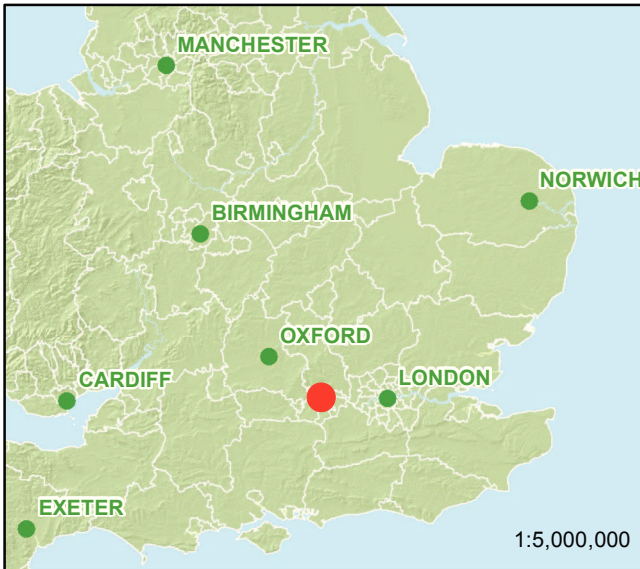 MANCHESTER
NORWICH
BIRMINGHAM
OXFORD
CARDIFF
LONDON
EXETER
1:5,000,000